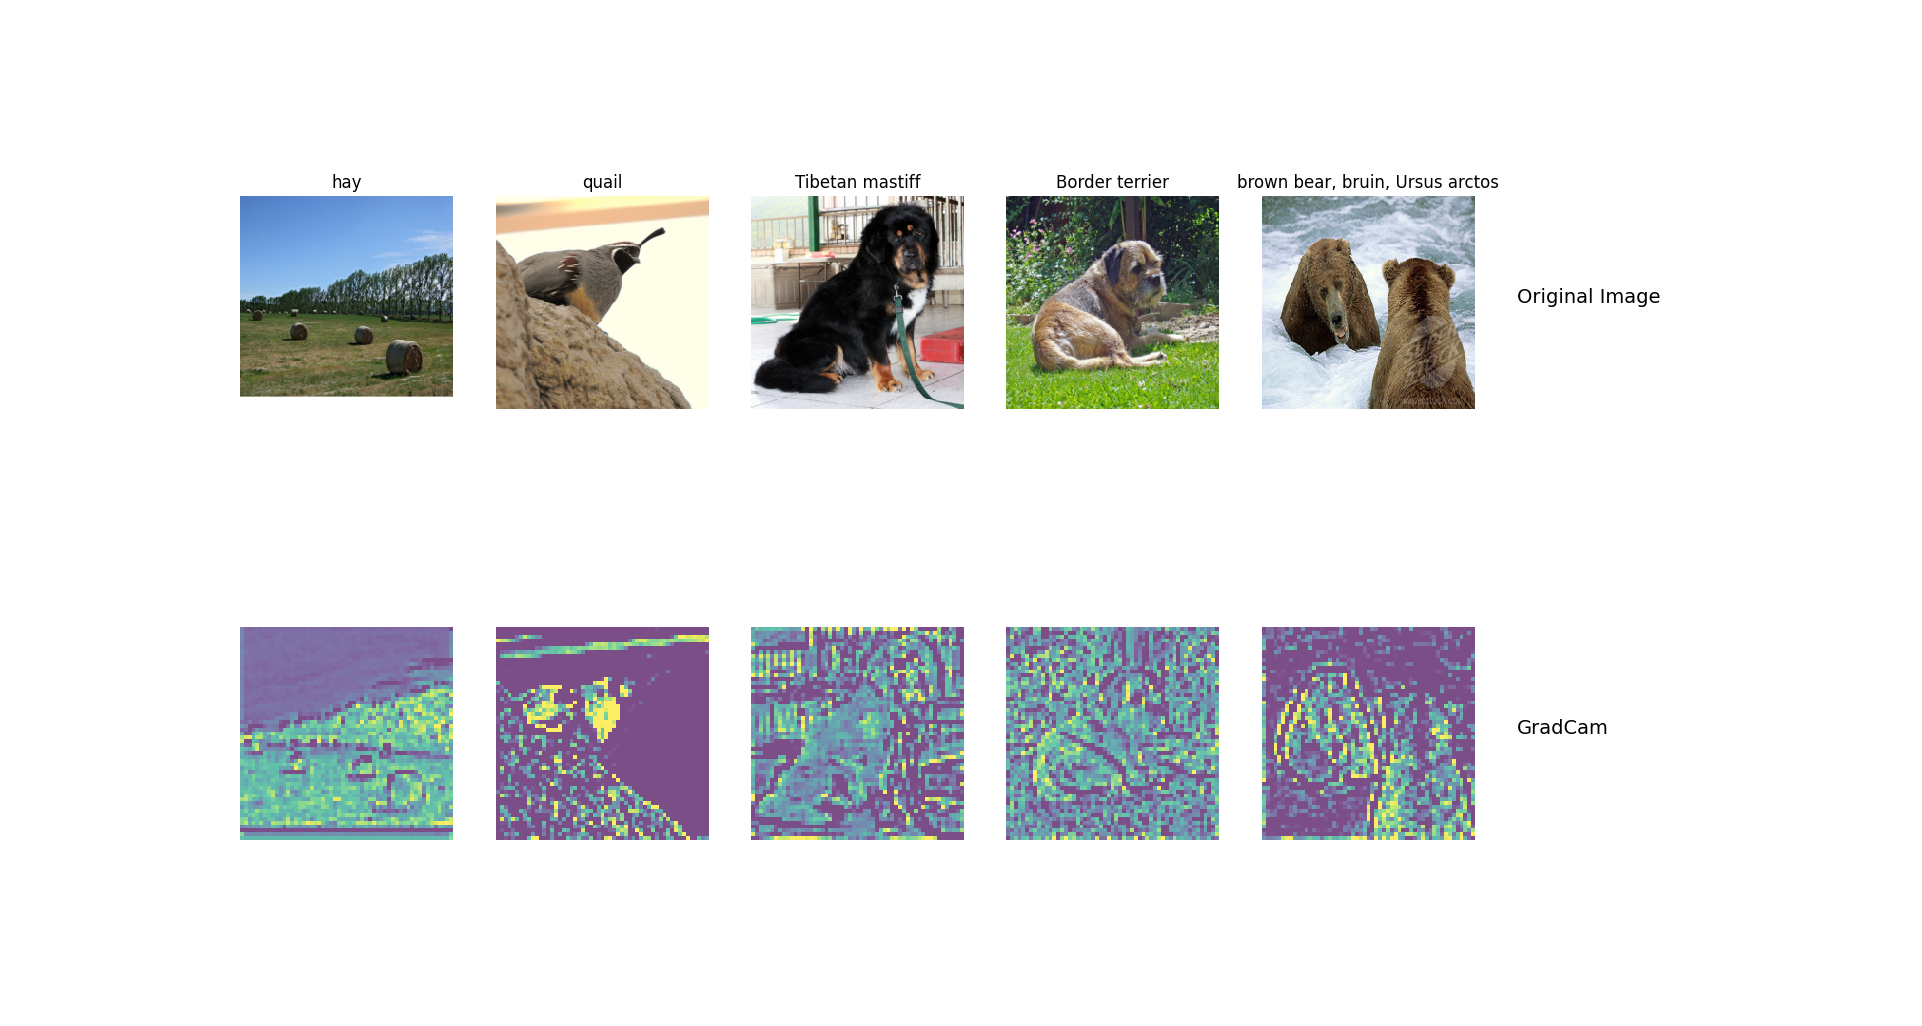 hay
quail
Tibetan mastiff
Border terrier
brown bear, bruin, Ursus arctos
Original Image
GradCam